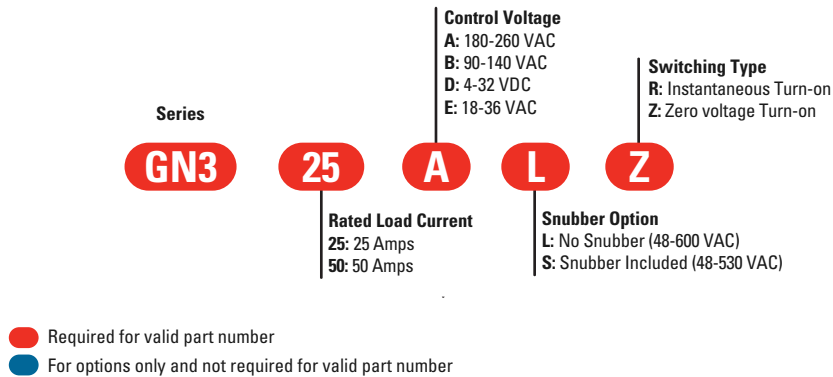 Control Voltage
A: 180-260 VAC
B: 90-140 VAC
D: 4-32 VDC
E: 18-36 VAC
Switching Type
R: Instantaneous Turn-on
Z: Zero voltage Turn-on
Series
GN3 25 A L Z
Rated Load Current
25: 25 Amps
50: 50 Amps
Snubber Option
L: No Snubber (48-600 VAC)
S: Snubber Included (48-530 VAC)
Required for valid part number
For options only and not required for valid part number